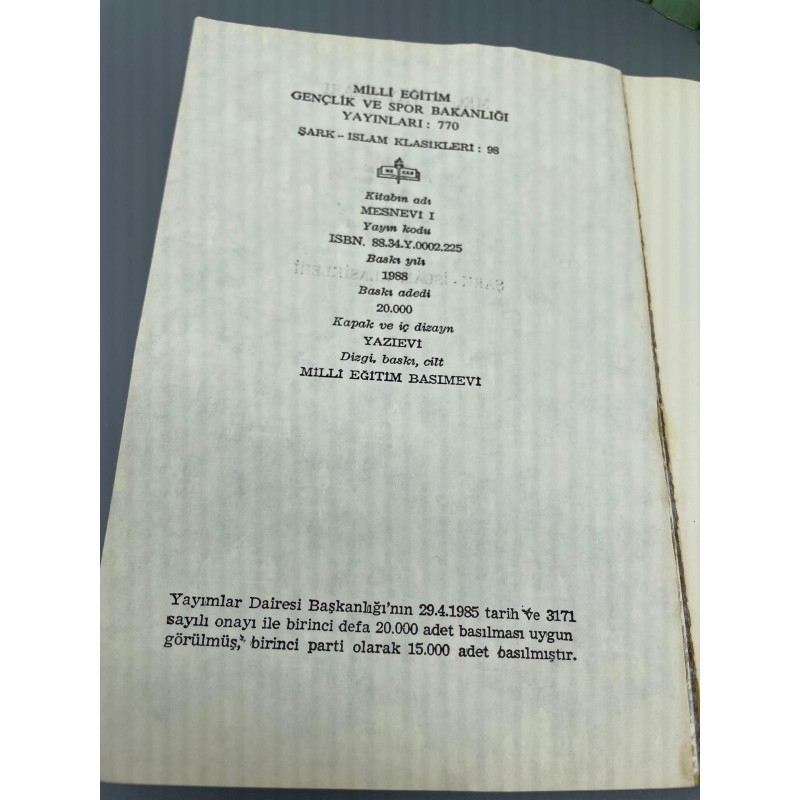 MİLLİ EĞİTİM
GENÇLİK VE SPOR BAKANLIĞI
YAYINLARI : 770
ŞARK - İSLAM KLASİKLERİ : 98
Kitabın adı
MESNEVİ I
Yayın kodu
ISBN. 88.34.Y.0002.225
Baskı yılı
1988
Baskı adedi
20.000
Kapak ve iç dizayn
YAZIEVİ
Dizgi, baskı, cilt
MİLLİ EĞİTİM BASIMEVİ
Yayımlar Dairesi Başkanlığı'nın 29.4.1985 tarih ve 3171
sayılı onayı ile birinci defa 20.000 adet basılması uygun
görülmüş, birinci parti olarak 15.000 adet basılmıştır.